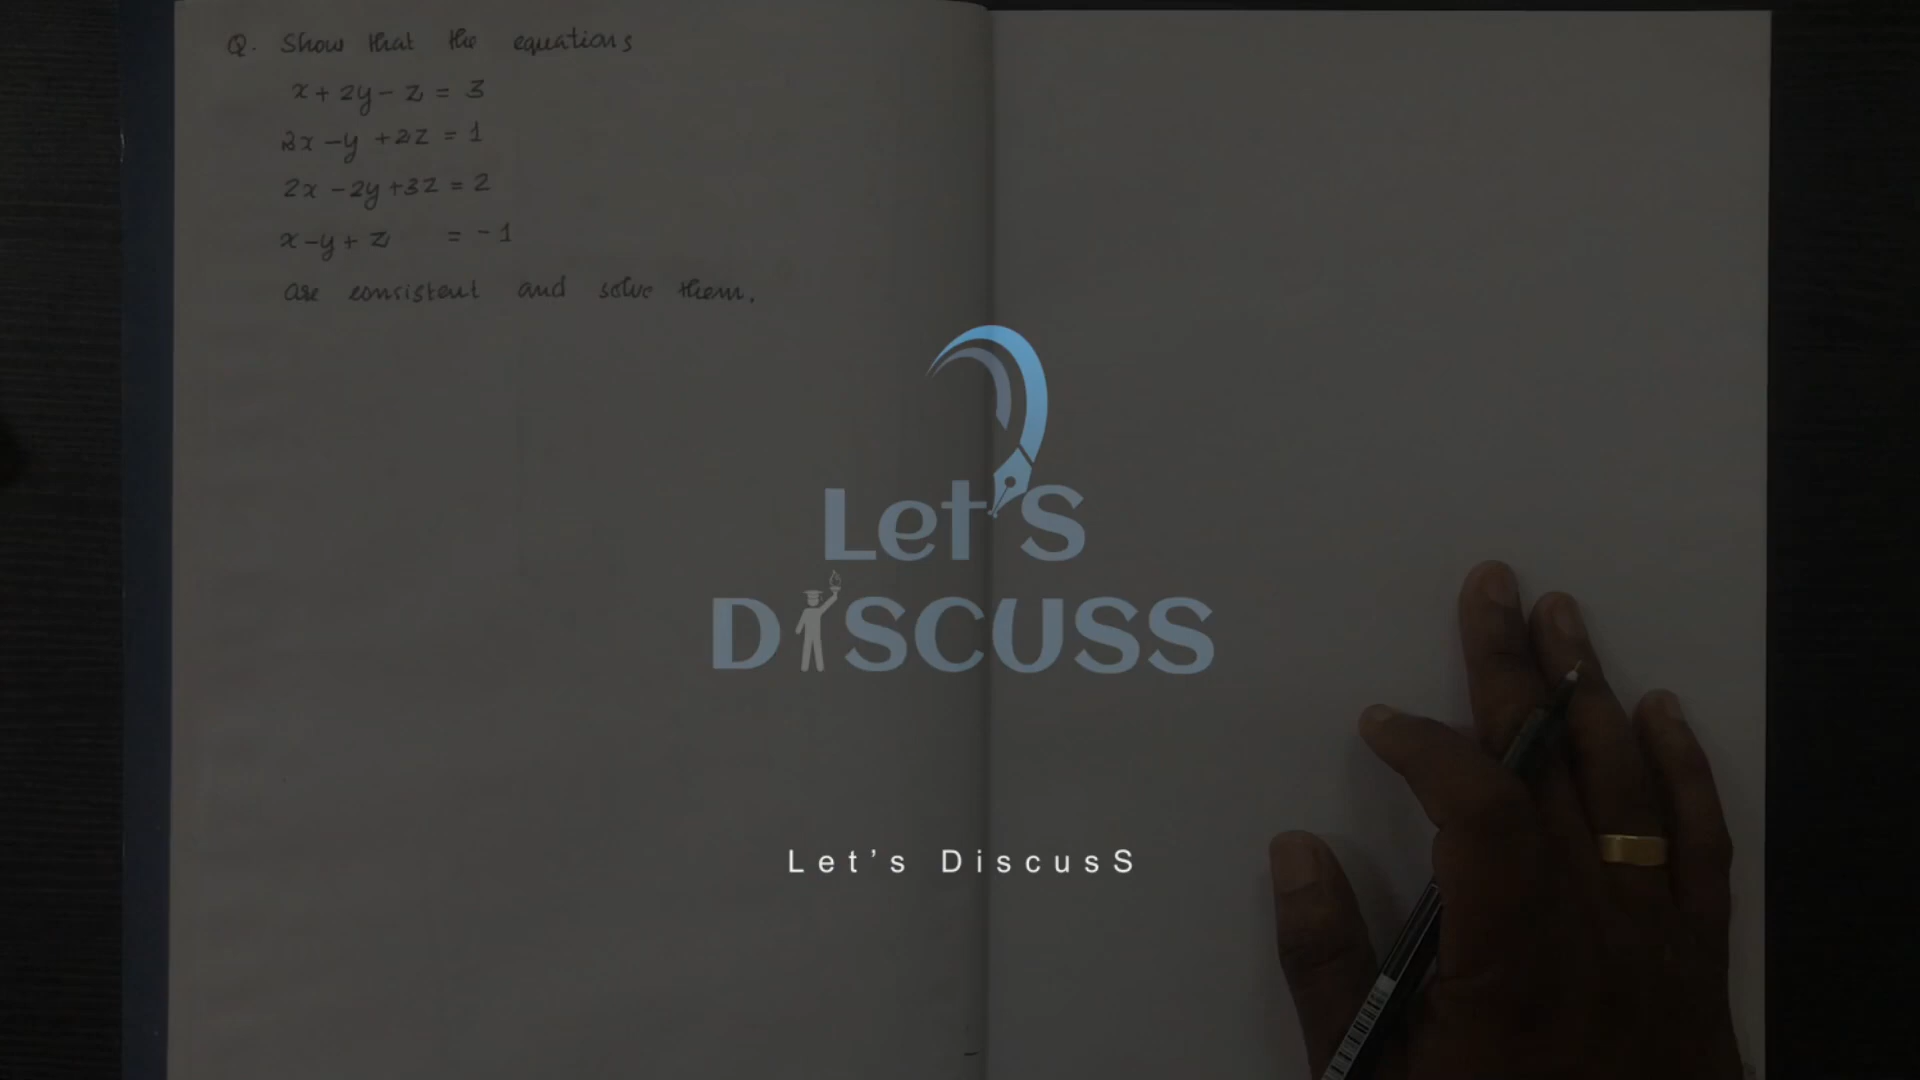 Q. Show that the equations
x + 2y - z = 3
3x - y + 2z = 1
2x - 2y + 3z = 2
x - y + z = -1
are consistent and solve them.
Let's
DISCUSS
Let's DiscusS